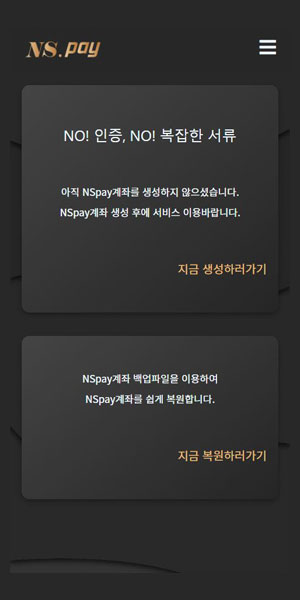 NS.pay
NO! 인증, NO! 복잡한 서류
아직 NSpay계좌를 생성하지 않으셨습니다.
NSpay계좌 생성 후에 서비스 이용바랍니다.
지금 생성하러가기
NSpay계좌 백업파일을 이용하여
NSpay계좌를 쉽게 복원합니다.
지금 복원하러가기